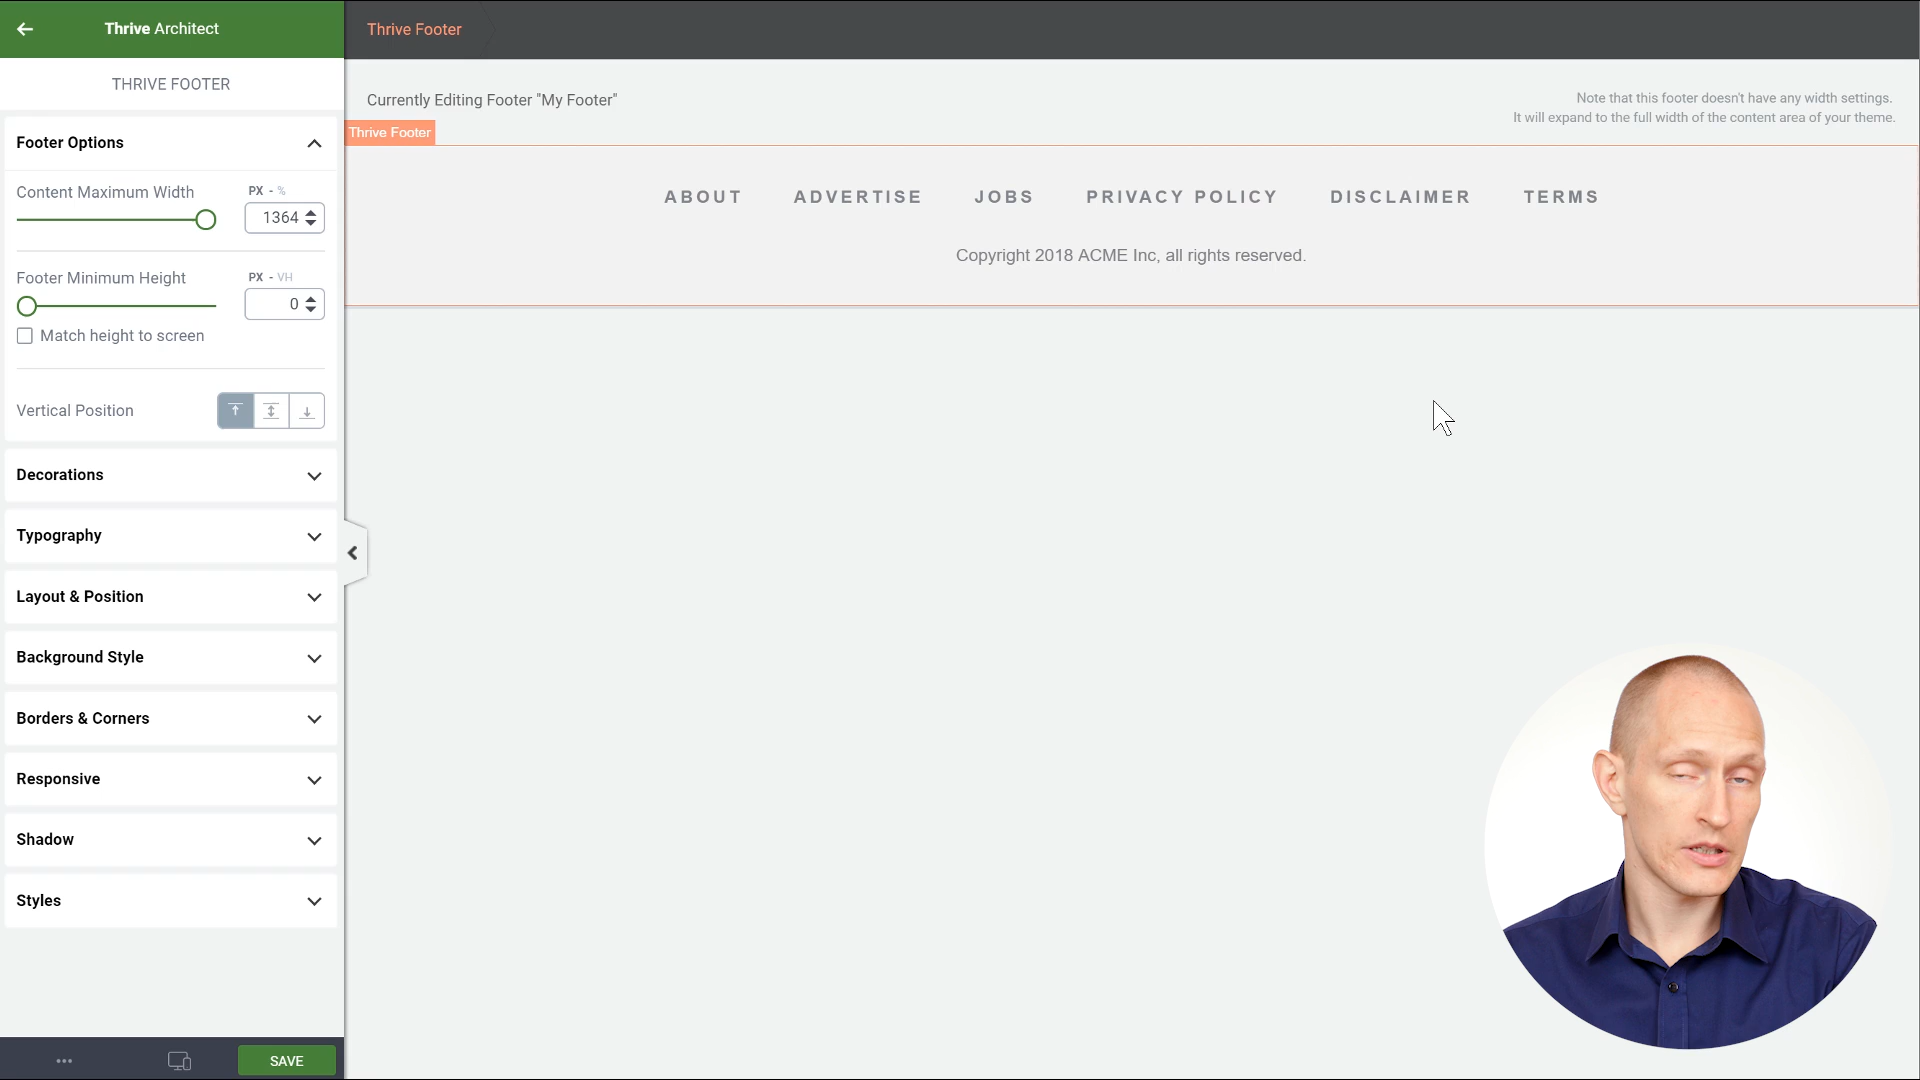 Thrive Architect
THRIVE FOOTER
Footer Options
Content Maximum Width
PX - %
1364
Footer Minimum Height
PX - VH
0
Match height to screen
Vertical Position
Decorations
Typography
Layout & Position
Background Style
Borders & Corners
Responsive
Shadow
Styles
SAVE
Thrive Footer
Currently Editing Footer "My Footer"
Note that this footer doesn't have any width settings.
It will expand to the full width of the content area of your theme.
Thrive Footer
ABOUT ADVERTISE JOBS PRIVACY POLICY DISCLAIMER TERMS
Copyright 2018 ACME Inc, all rights reserved.